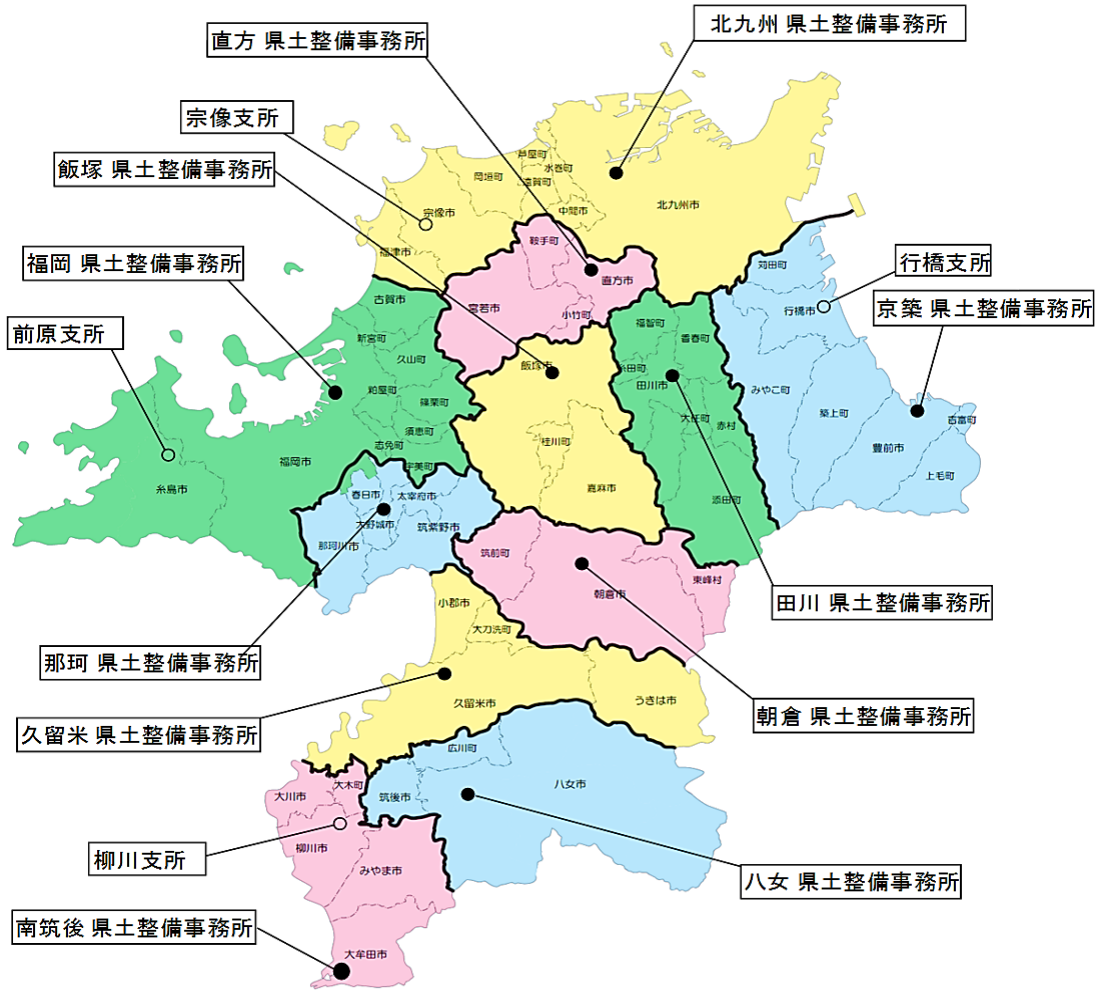 北九州 県土整備事務所
直方 県土整備事務所
宗像支所
飯塚 県土整備事務所
福岡 県土整備事務所
前原支所
行橋支所
京築 県土整備事務所
田川 県土整備事務所
那珂 県土整備事務所
久留米 県土整備事務所
朝倉 県土整備事務所
柳川支所
八女 県土整備事務所
南筑後 県土整備事務所
芦屋町
水巻町
岡垣町
遠賀町
北九州市
宗像市
中間市
福津市
鞍手町
直方市
宮若市
小竹町
苅田町
行橋市
古賀市
新宮町
久山町
粕屋町
篠栗町
須恵町
志免町
宇美町
福岡市
糸島市
福智町
香春町
糸田町
田川市
大任町
赤村
添田町
みやこ町
築上町
豊前市
吉富町
上毛町
飯塚市
桂川町
嘉麻市
春日市
太宰府市
大野城市
筑紫野市
那珂川市
筑前町
朝倉市
東峰村
小郡市
大刀洗町
久留米市
うきは市
広川町
筑後市
八女市
大川市
大木町
柳川市
みやま市
大牟田市